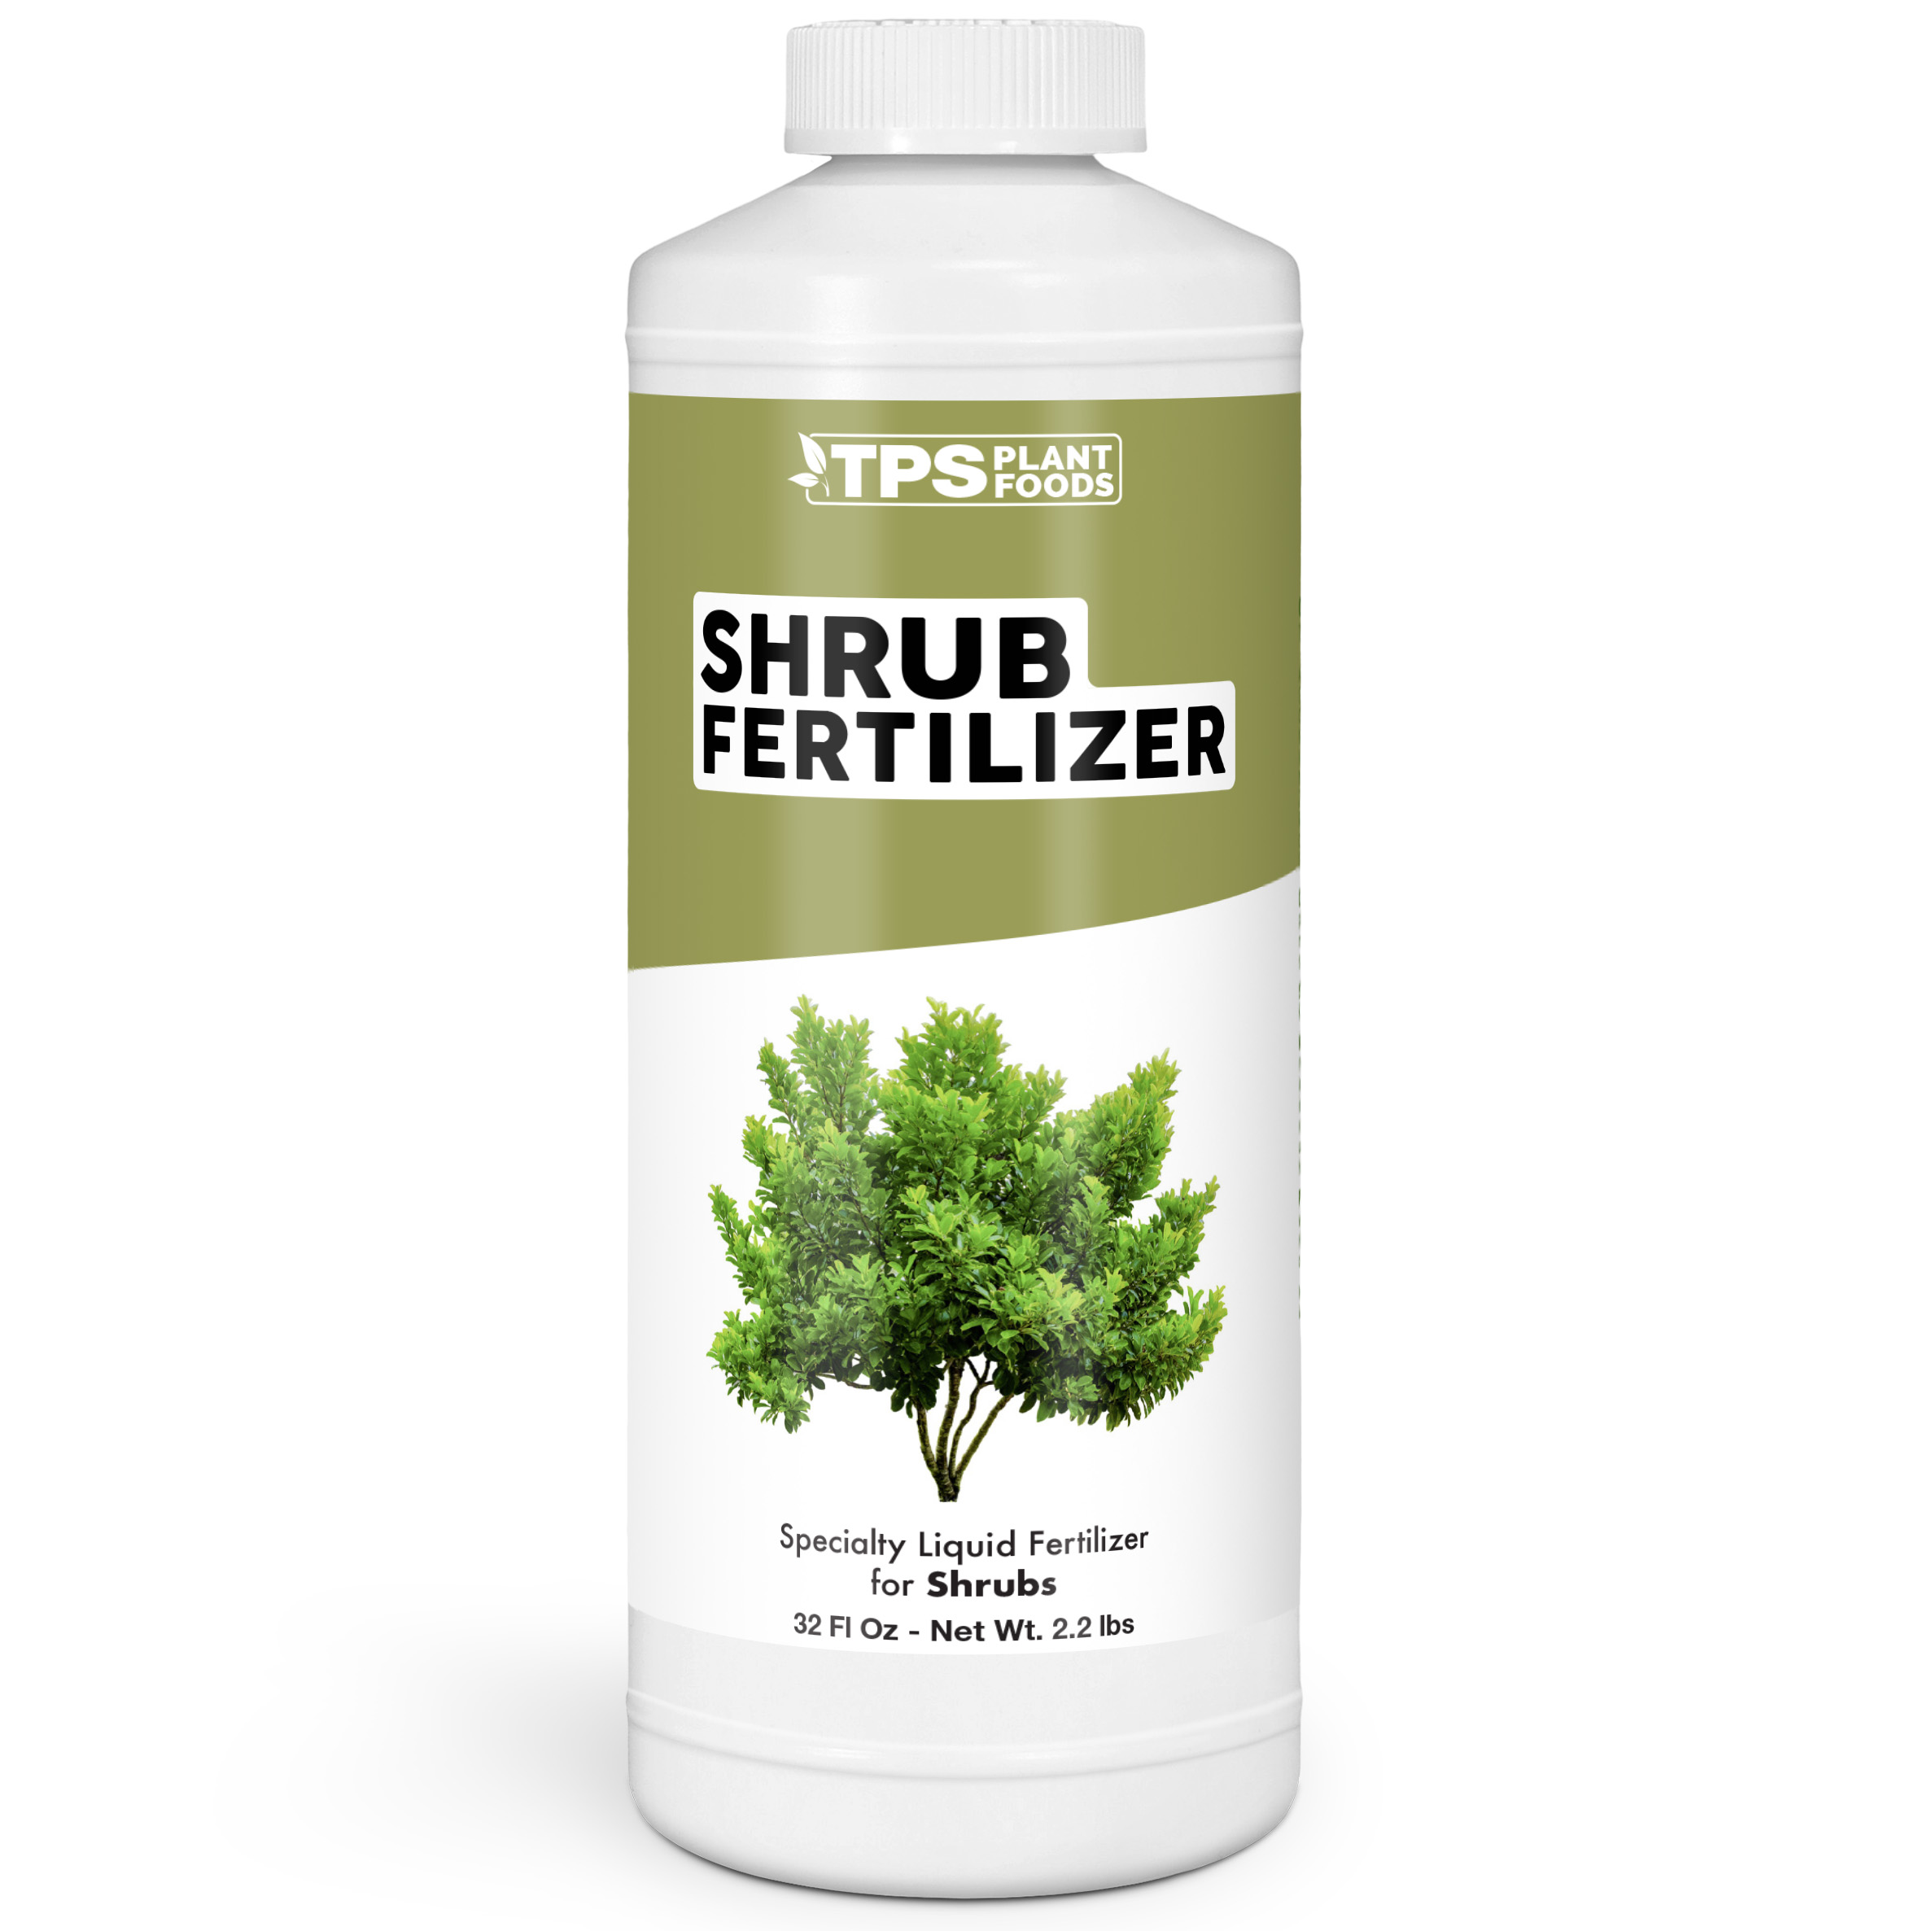 TPS PLANT FOODS
SHRUB
FERTILIZER
Specialty Liquid Fertilizer
for Shrubs
32 Fl Oz - Net Wt. 2.2 lbs